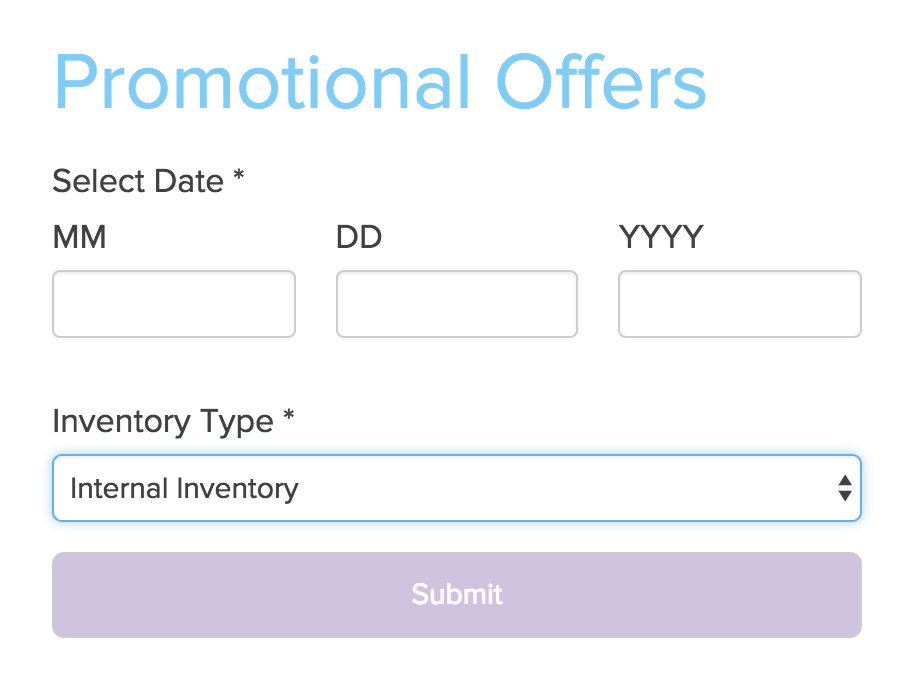 Promotional Offers
Select Date *
MM DD YYYY
Inventory Type *
Internal Inventory
Submit